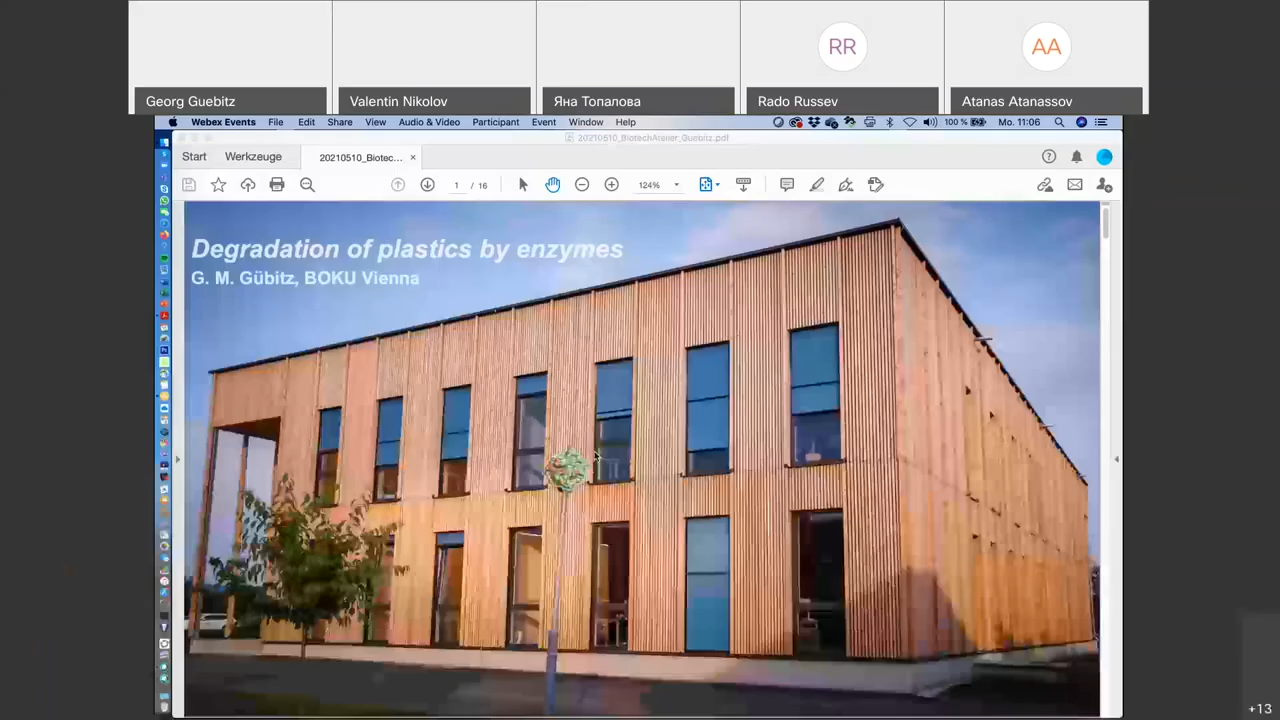 RR
AA
Georg Guebitz
Valentin Nikolov
Яна Топалова
Rado Russev
Atanas Atanassov
Webex Events File Edit Share View Audio & Video Participant Event Window Help 100 % Mo. 11:06
20210510_BiotechAtelier_Guebitz.pdf
Start Werkzeuge 20210510_Biotec... ×
1 / 16 124%
Degradation of plastics by enzymes
G. M. Gübitz, BOKU Vienna
+13